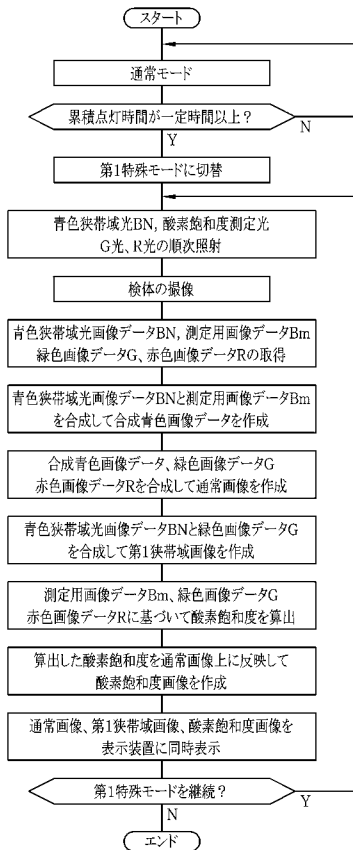 スタート
通常モード
累積点灯時間が一定時間以上？
N
Y
第1特殊モードに切替
青色狭帯域光BN, 酸素飽和度測定光
G光、R光の順次照射
検体の撮像
青色狭帯域光画像データBN, 測定用画像データBm
緑色画像データG、赤色画像データRの取得
青色狭帯域光画像データBNと測定用画像データBm
を合成して合成青色画像データを作成
合成青色画像データ、緑色画像データG
赤色画像データRを合成して通常画像を作成
青色狭帯域光画像データBNと緑色画像データG
を合成して第1狭帯域画像を作成
測定用画像データBm、緑色画像データG
赤色画像データRに基づいて酸素飽和度を算出
算出した酸素飽和度を通常画像上に反映して
酸素飽和度画像を作成
通常画像、第1狭帯域画像、酸素飽和度画像を
表示装置に同時表示
第1特殊モードを継続？
Y
N
エンド